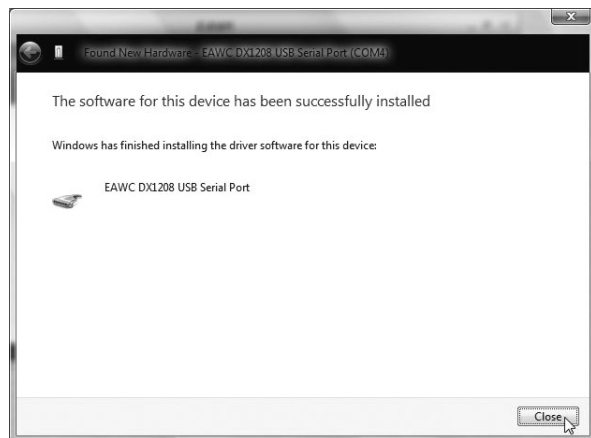 Found New Hardware - EAWC DX1208 USB Serial Port (COM4)
The software for this device has been successfully installed
Windows has finished installing the driver software for this device:
EAWC DX1208 USB Serial Port
Close